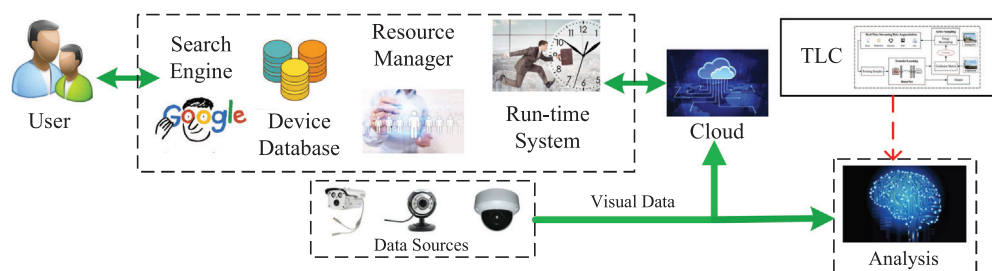 User
Search
Engine
Google
Device
Database
Resource
Manager
Run-time
System
Cloud
TLC
Data Sources
Visual Data
Analysis